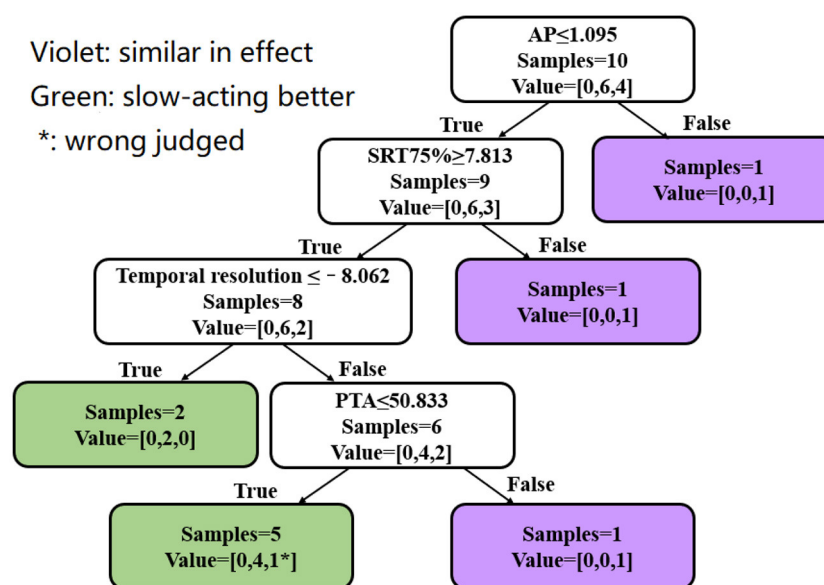 Violet: similar in effect
Green: slow-acting better
*: wrong judged
AP≤1.095
Samples=10
Value=[0,6,4]
True
False
SRT75%≥7.813
Samples=9
Value=[0,6,3]
Samples=1
Value=[0,0,1]
True
False
Temporal resolution ≤ - 8.062
Samples=8
Value=[0,6,2]
Samples=1
Value=[0,0,1]
True
False
Samples=2
Value=[0,2,0]
PTA≤50.833
Samples=6
Value=[0,4,2]
True
False
Samples=5
Value=[0,4,1*]
Samples=1
Value=[0,0,1]